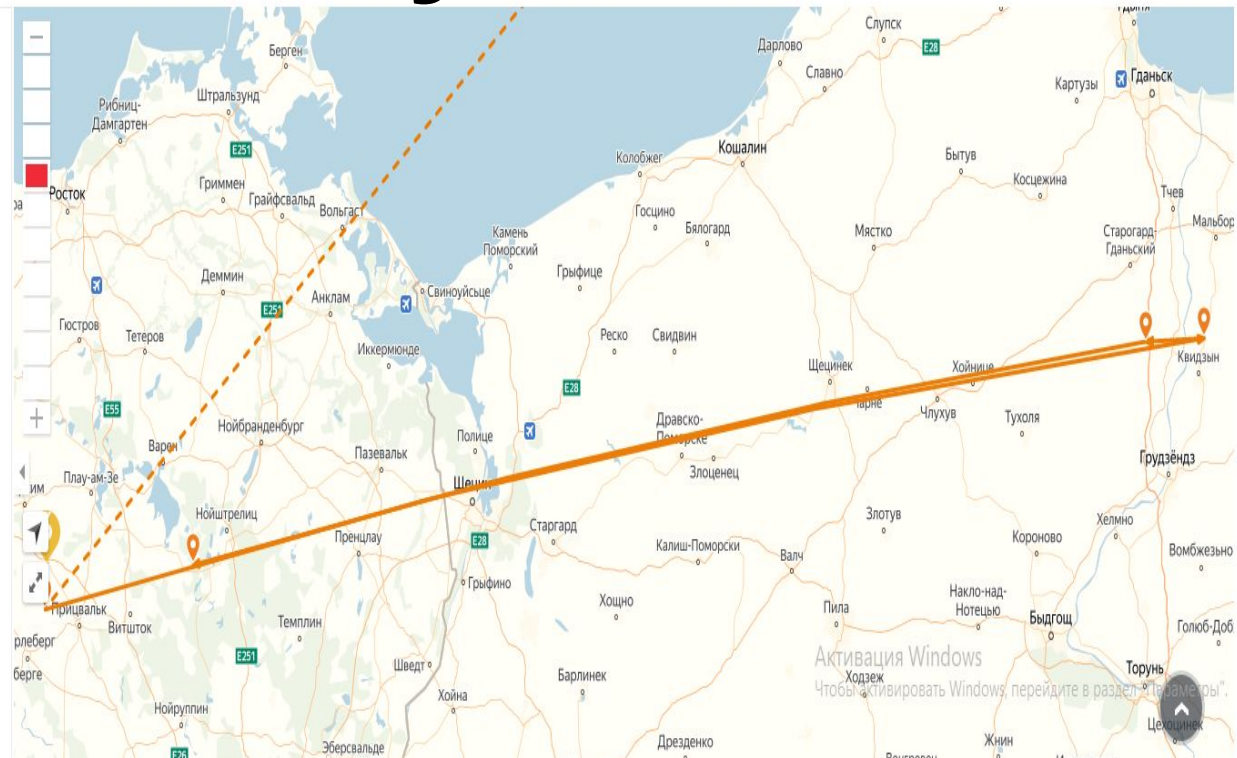 Слупск
E28
Дарлово
Берген
Славно
Гданьск
Картузы
Штральзунд
Рибниц-
Дамгартен
E251
Кошалин
Колобжег
Бытув
Косцежина
Гриммен
Росток
Грайфсвальд
Тчев
Вольгаст
Госцино
Бялогард
Мальбор
Камень
Поморский
Мястко
Старогард-
Гданьский
Деммин
Грыфице
Анклам
Свиноуйсьце
E251
Гюстров
Тетеров
Реско
Свидвин
Иккермюнде
Квидзын
Щецинек
Хойнице
E28
E55
Члухув
Тухоля
Дравско-
Поморске
Нойбранденбург
Полице
Варен
Пазевальк
Грудзёндз
Злоценец
Плау-ам-Зе
им
Щецин
Нойштрелиц
Злотув
Хелмно
Старгард
Пренцлау
E28
Калиш-Поморски
Короново
Валч
Вомбжезьно
Грыфино
Прицвальк
Хощно
Накло-над-
Нотецью
Пила
Витшток
Темплин
Быдгощ
Голюб-Доб
рлеберг
E251
Шведт
Активация Windows
Торунь
берге
Барлинек
Ходзеж
Чтобы активировать Windows, перейдите в раздел "Параметры".
Хойна
Нойруппин
Цехоцинек
Эберсвальде
Дрезденко
Жнин
E26